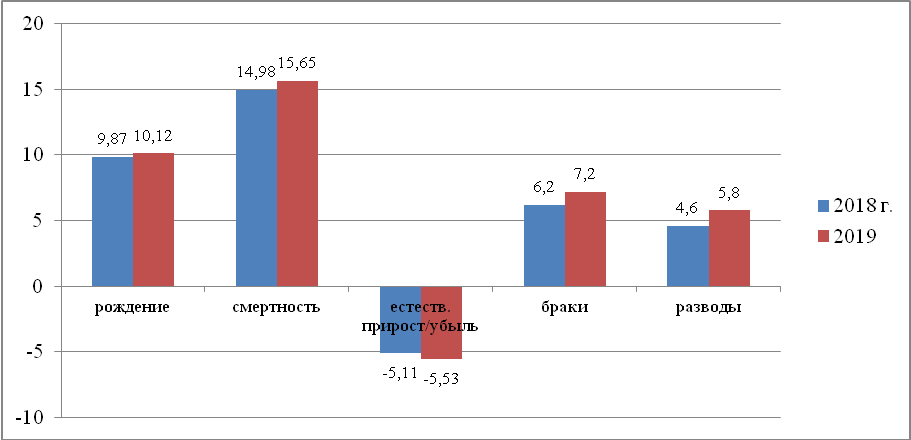 20
15
10
5
0
-5
-10
9,87
10,12
14,98
15,65
-5,11
-5,53
6,2
7,2
4,6
5,8
рождение
смертность
естеств.
прирост/убыль
браки
разводы
2018 г.
2019